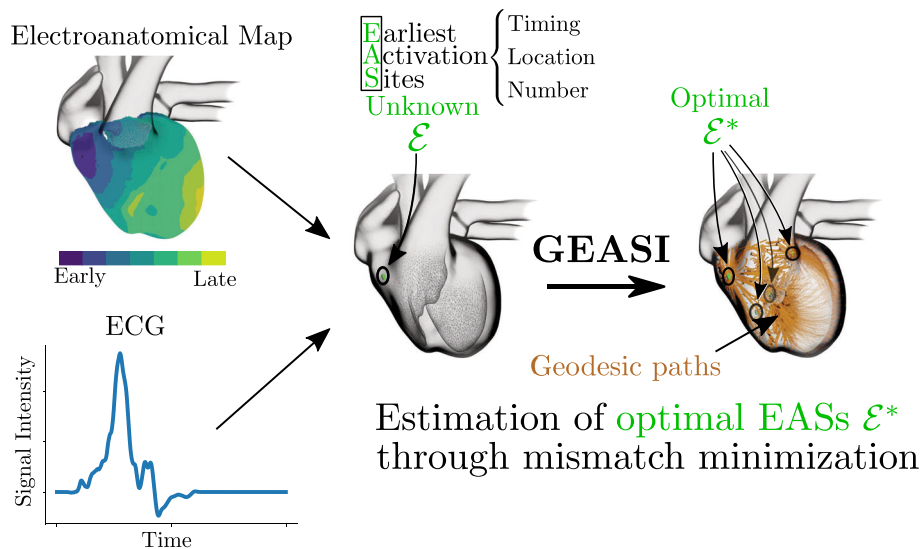 Electroanatomical Map
Early
Late
ECG
Signal Intensity
Time
Earliest
Activation
Sites
Timing
Location
Number
Unknown
ℰ
GEASI
Optimal
ℰ*
Geodesic paths
Estimation of optimal EASs ℰ*
through mismatch minimization